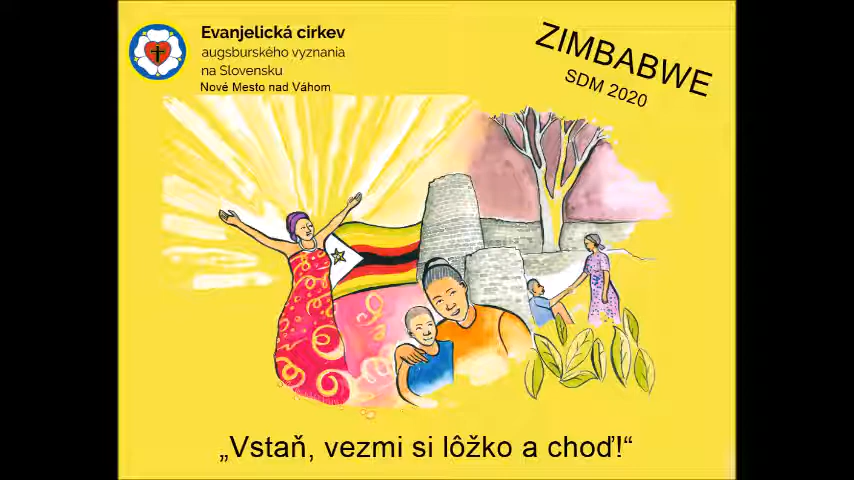 Evanjelická cirkev
augsburského vyznania
na Slovensku
Nové Mesto nad Váhom
ZIMBABWE
SDM 2020
„Vstaň, vezmi si lôžko a choď!“